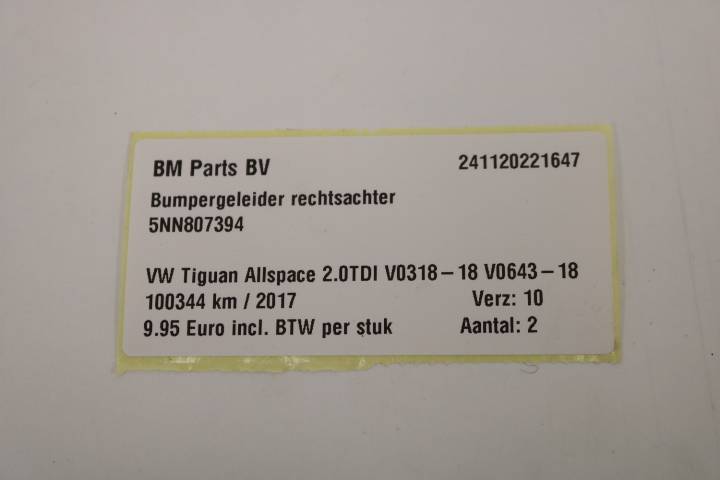 BM Parts BV 241120221647
Bumpergeleider rechtsachter
5NN807394
VW Tiguan Allspace 2.0TDI V0318-18 V0643-18
100344 km / 2017 Verz: 10
9.95 Euro incl. BTW per stuk Aantal: 2